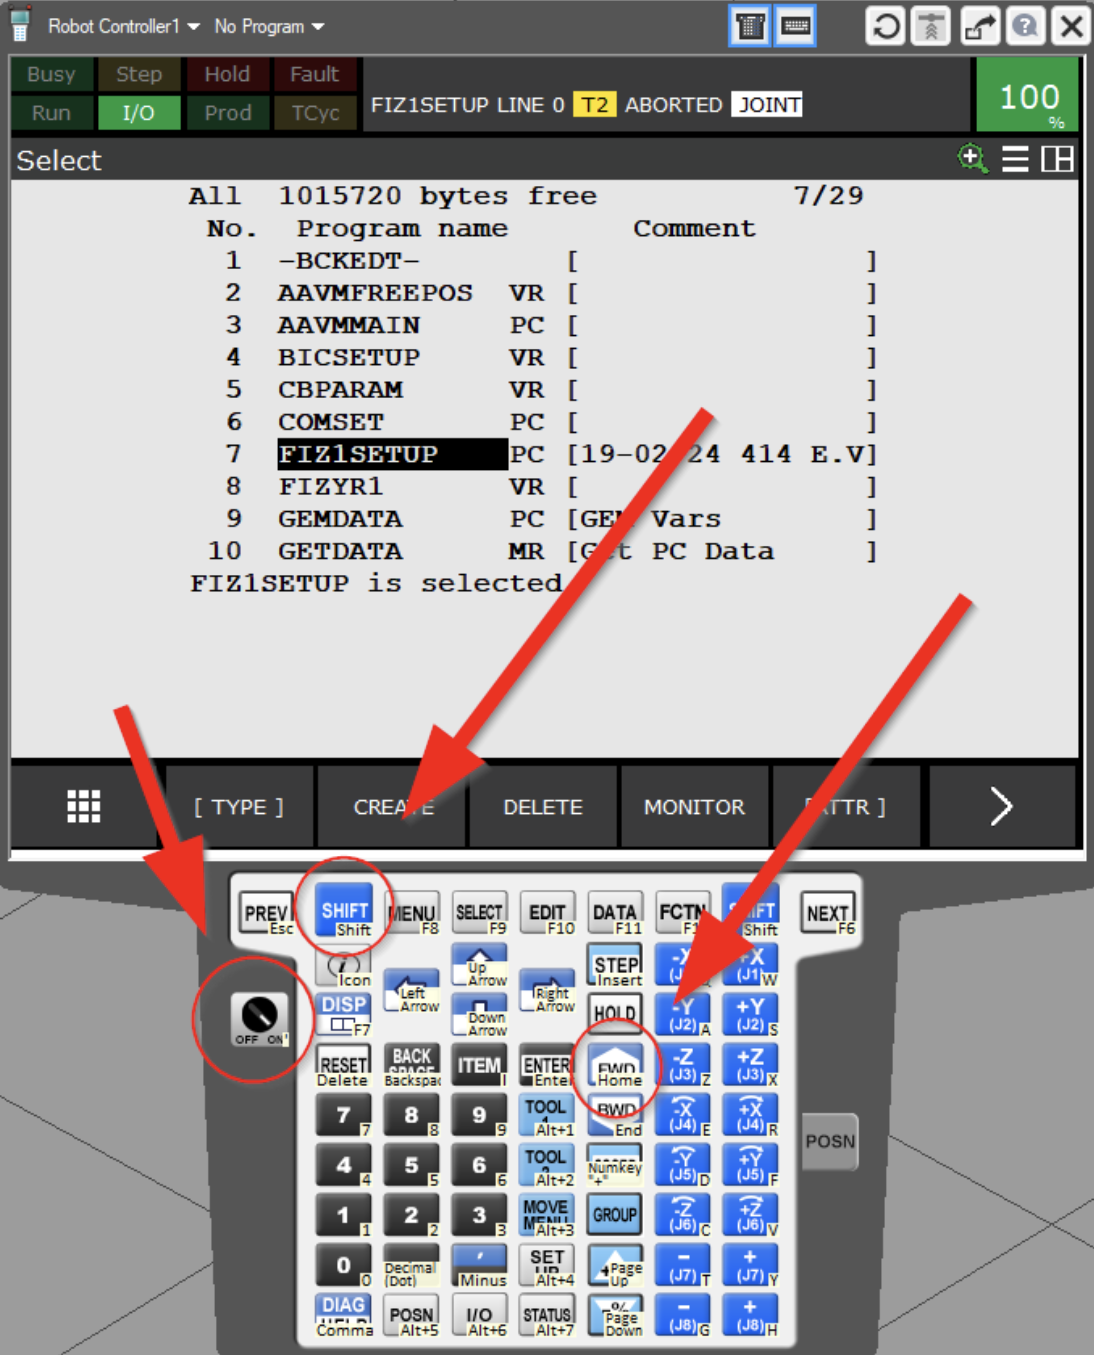 Robot Controller1 No Program
Busy Step Hold Fault
Run I/O Prod TCyc
FIZ1SETUP LINE 0 T2 ABORTED JOINT
100
%
Select
All 1015720 bytes free 7/29
No. Program name Comment
1 -BCKEDT- [ ]
2 AAVMFREEPOS VR [ ]
3 AAVMMAIN PC [ ]
4 BICSETUP VR [ ]
5 CBPARAM VR [ ]
6 COMSET PC [ ]
7 FIZ1SETUP PC [19-02-24 414 E.V]
8 FIZYR1 VR [ ]
9 GEMDATA PC [GEM Vars ]
10 GETDATA MR [Get PC Data ]
FIZ1SETUP is selected
[ TYPE ] CREATE DELETE MONITOR [ATTR ]
PREV Esc SHIFT Shift MENU F8 SELECT F9 EDIT F10 DATA F11 FCTN SHIFT Shift NEXT F6
i Icon Up Arrow STEP Insert -X (J1) +X (J1) W
Left Arrow Right Arrow
DISP F7 Down Arrow HOLD -Y (J2) A +Y (J2) S
OFF ON
RESET Delete BACK SPACE Backspac ITEM I ENTER Enter FWD Home -Z (J3) Z +Z (J3) X
7 7 8 8 9 9 TOOL 1 Alt+1 BWD End -X (J4) E +X (J4) R
POSN
4 4 5 5 6 6 TOOL 2 Alt+2 Numkey "+" -Y (J5) D +Y (J5) F
1 1 2 2 3 3 MOVE MENU Alt+3 GROUP -Z (J6) C +Z (J6) V
0 0 Decimal (Dot) , Minus SET UP Alt+4 Page Up - (J7) T + (J7) Y
DIAG HELP Comma POSN Alt+5 I/O Alt+6 STATUS Alt+7 % Page Down - (J8) G + (J8) H